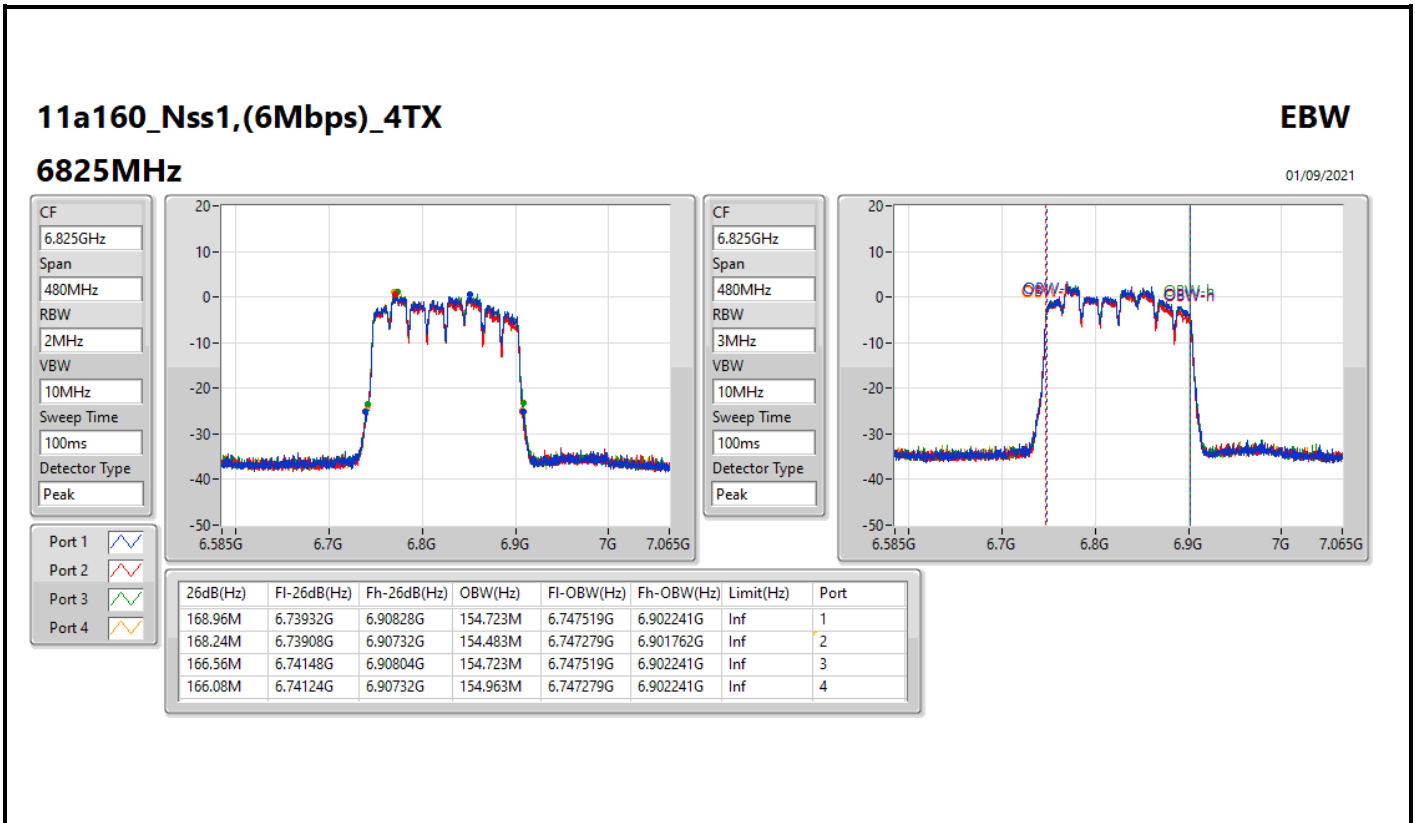 11a160_Nss1,(6Mbps)_4TX
EBW
6825MHz
01/09/2021
CF
6.825GHz
Span
480MHz
RBW
2MHz
VBW
10MHz
Sweep Time
100ms
Detector Type
Peak
20
10
0
-10
-20
-30
-40
-50
6.585G 6.7G 6.8G 6.9G 7G 7.065G
CF
6.825GHz
Span
480MHz
RBW
3MHz
VBW
10MHz
Sweep Time
100ms
Detector Type
Peak
20
10
0
-10
-20
-30
-40
-50
OBW-l OBW-h
6.585G 6.7G 6.8G 6.9G 7G 7.065G
Port 1
Port 2
Port 3
Port 4
26dB(Hz) Fl-26dB(Hz) Fh-26dB(Hz) OBW(Hz) Fl-OBW(Hz) Fh-OBW(Hz) Limit(Hz) Port
168.96M 6.73932G 6.90828G 154.723M 6.747519G 6.902241G Inf 1
168.24M 6.73908G 6.90732G 154.483M 6.747279G 6.901762G Inf 2
166.56M 6.74148G 6.90804G 154.723M 6.747519G 6.902241G Inf 3
166.08M 6.74124G 6.90732G 154.963M 6.747279G 6.902241G Inf 4